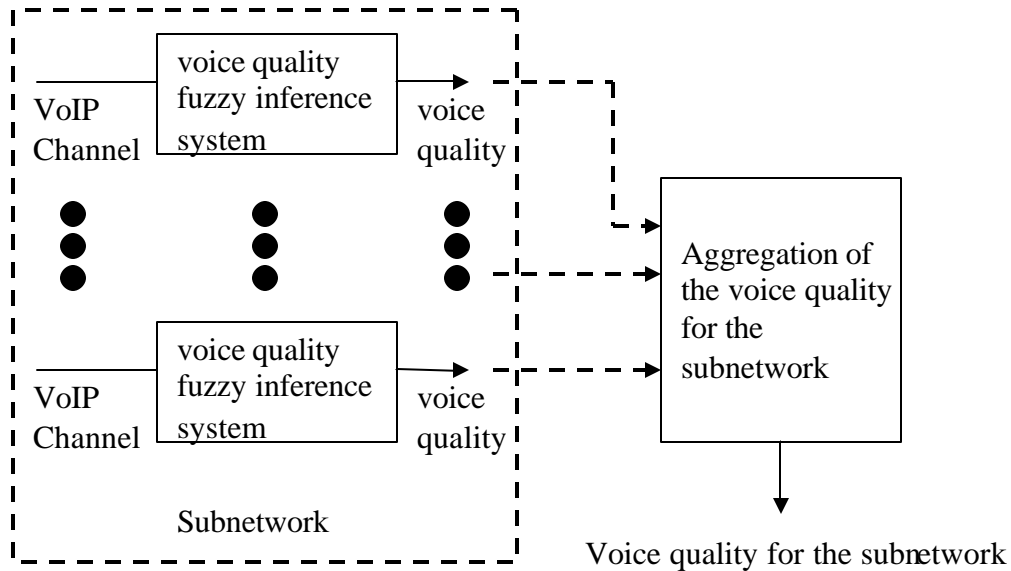 voice quality
fuzzy inference
system
VoIP
Channel
voice
quality
Aggregation of
the voice quality
for the
subnetwork
voice quality
fuzzy inference
system
VoIP
Channel
voice
quality
Subnetwork
Voice quality for the subnetwork